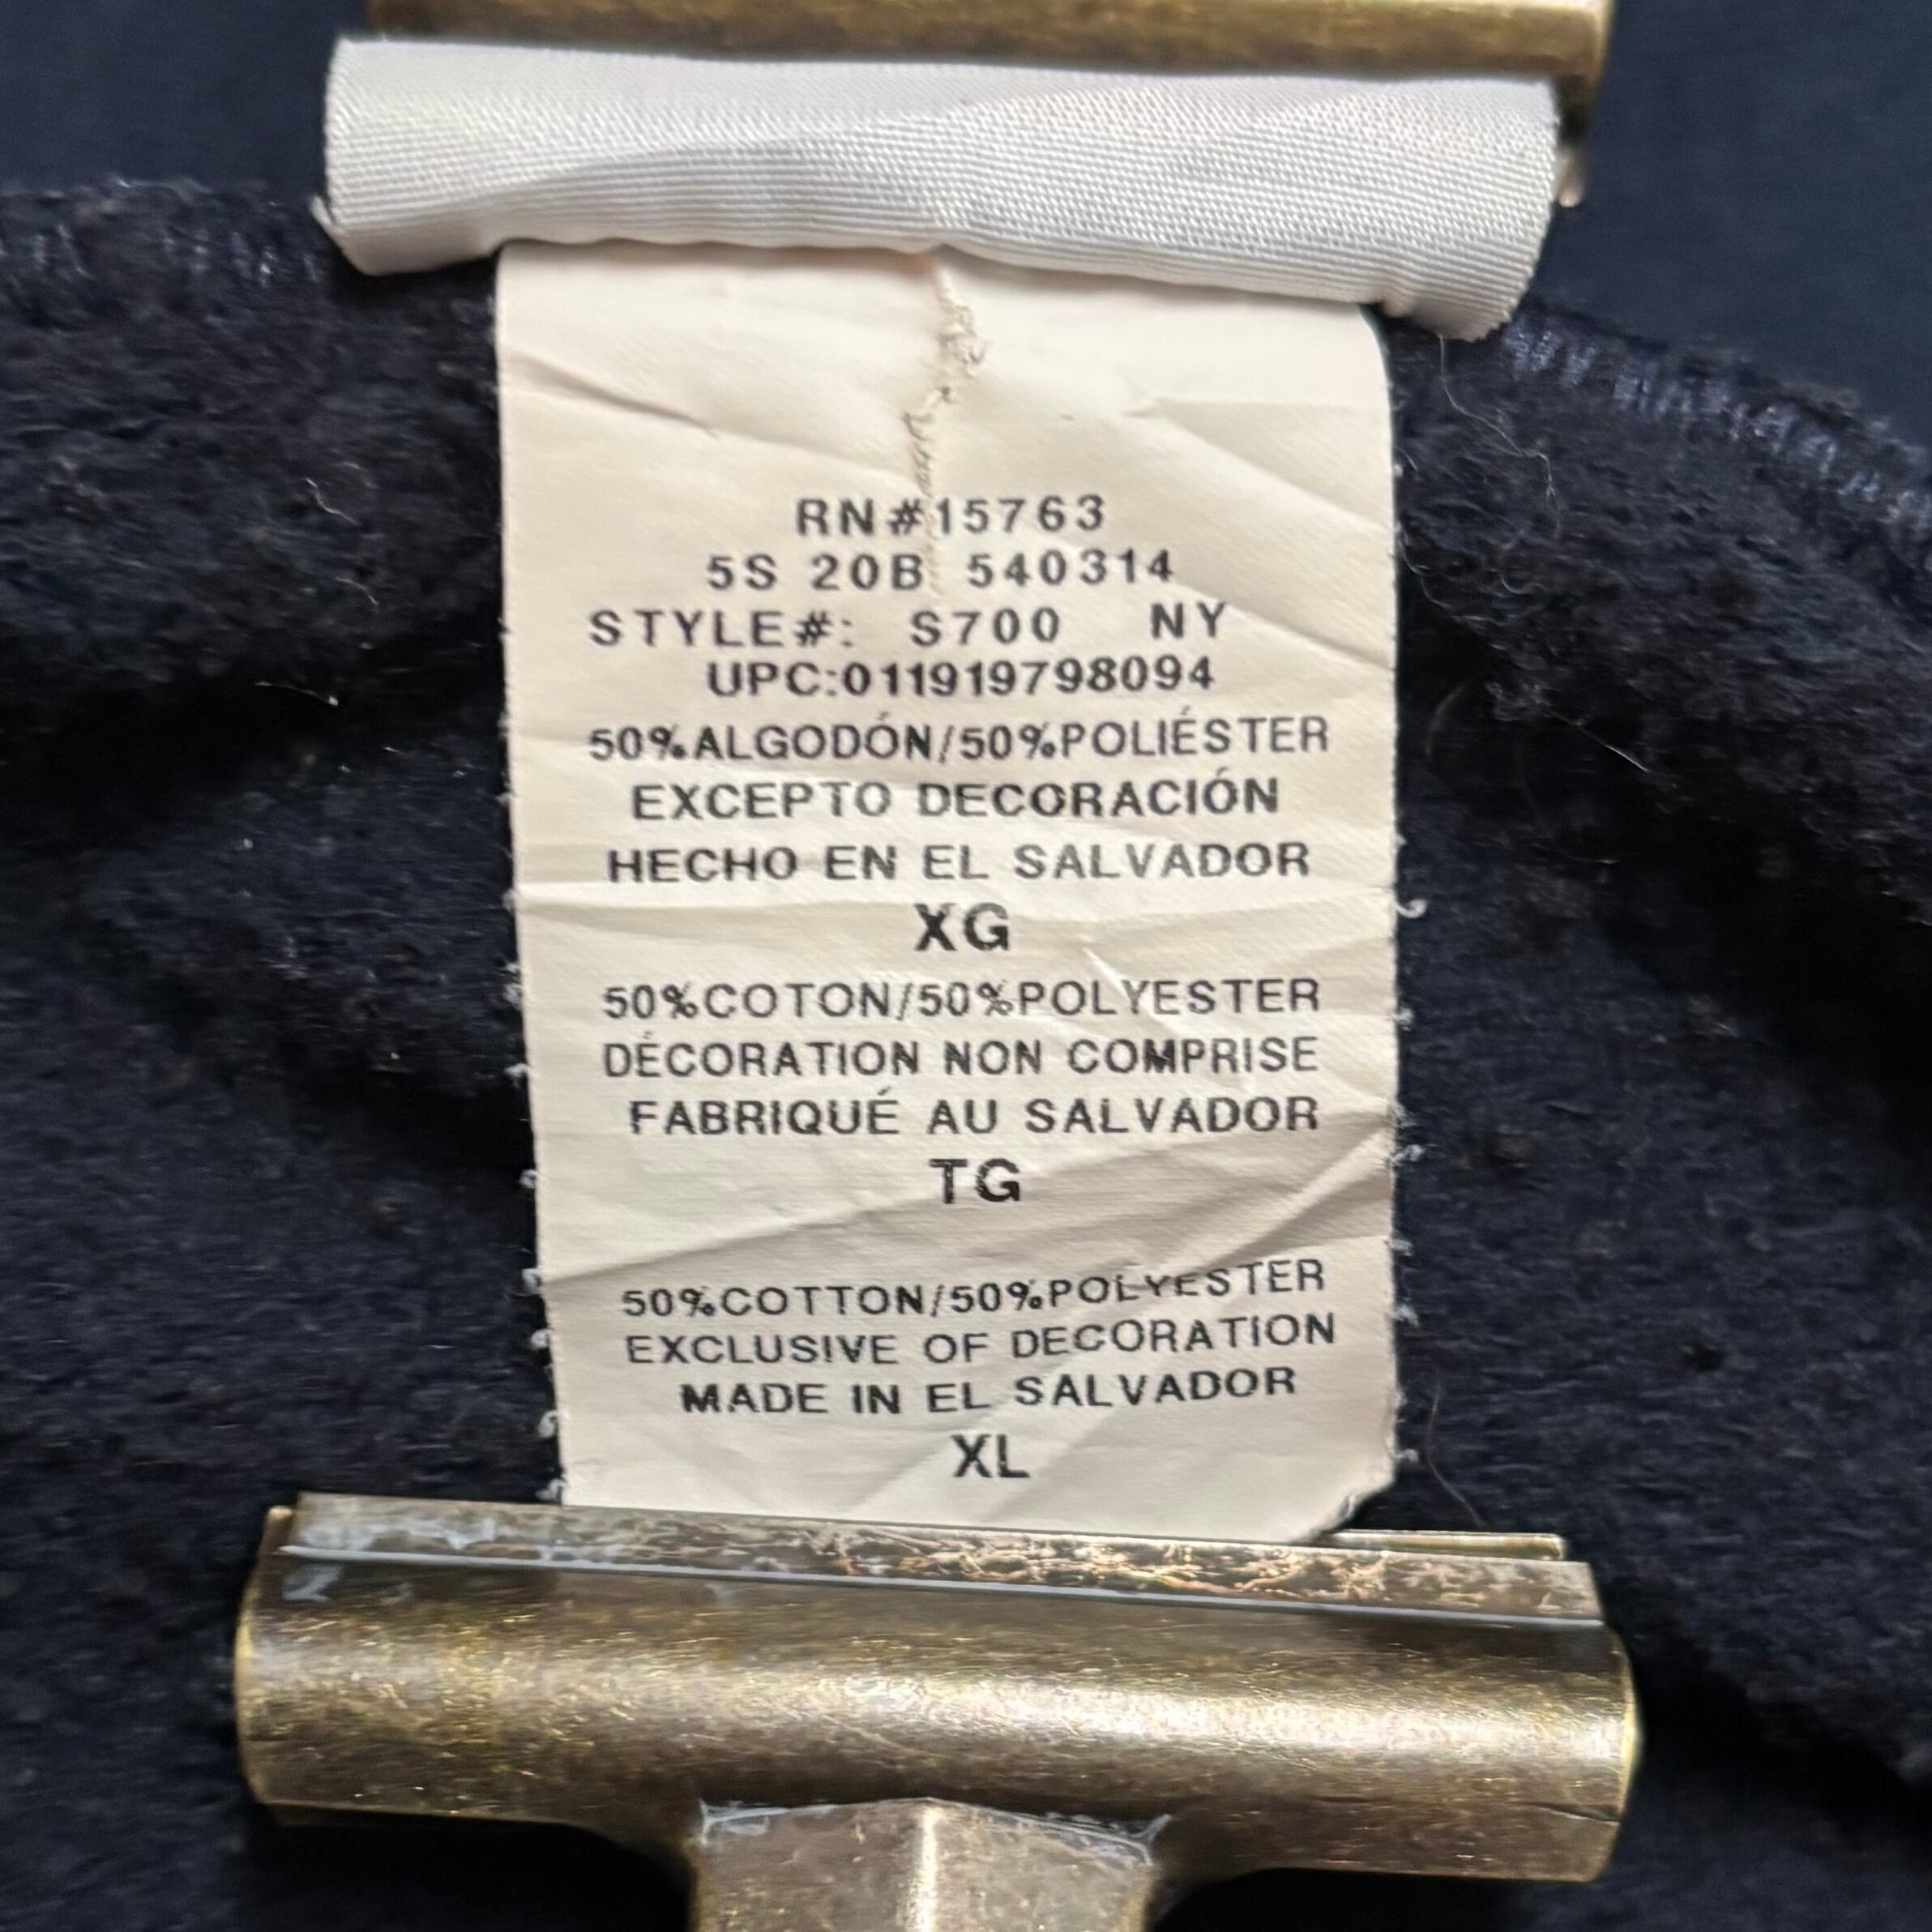 RN#15763
5S 20B 540314
STYLE#: S700 NY
UPC:011919798094
50%ALGODÓN/50%POLIÉSTER
EXCEPTO DECORACIÓN
HECHO EN EL SALVADOR
XG
50%COTON/50%POLYESTER
DÉCORATION NON COMPRISE
FABRIQUÉ AU SALVADOR
TG
50%COTTON/50%POLYESTER
EXCLUSIVE OF DECORATION
MADE IN EL SALVADOR
XL